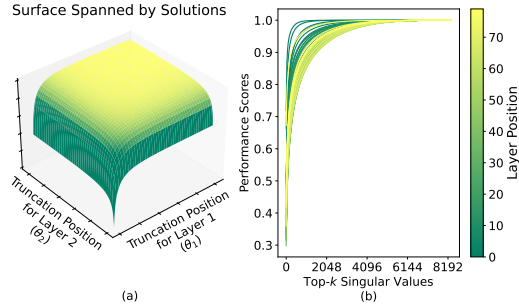 Surface Spanned by Solutions
Truncation Position
for Layer 2
(θ₂)
Truncation Position
for Layer 1
(θ₁)
(a)
Performance Scores
1.0
0.9
0.8
0.7
0.6
0.5
0.4
0.3
0 2048 4096 6144 8192
Top-k Singular Values
(b)
70
60
50
40
30
20
10
0
Layer Position